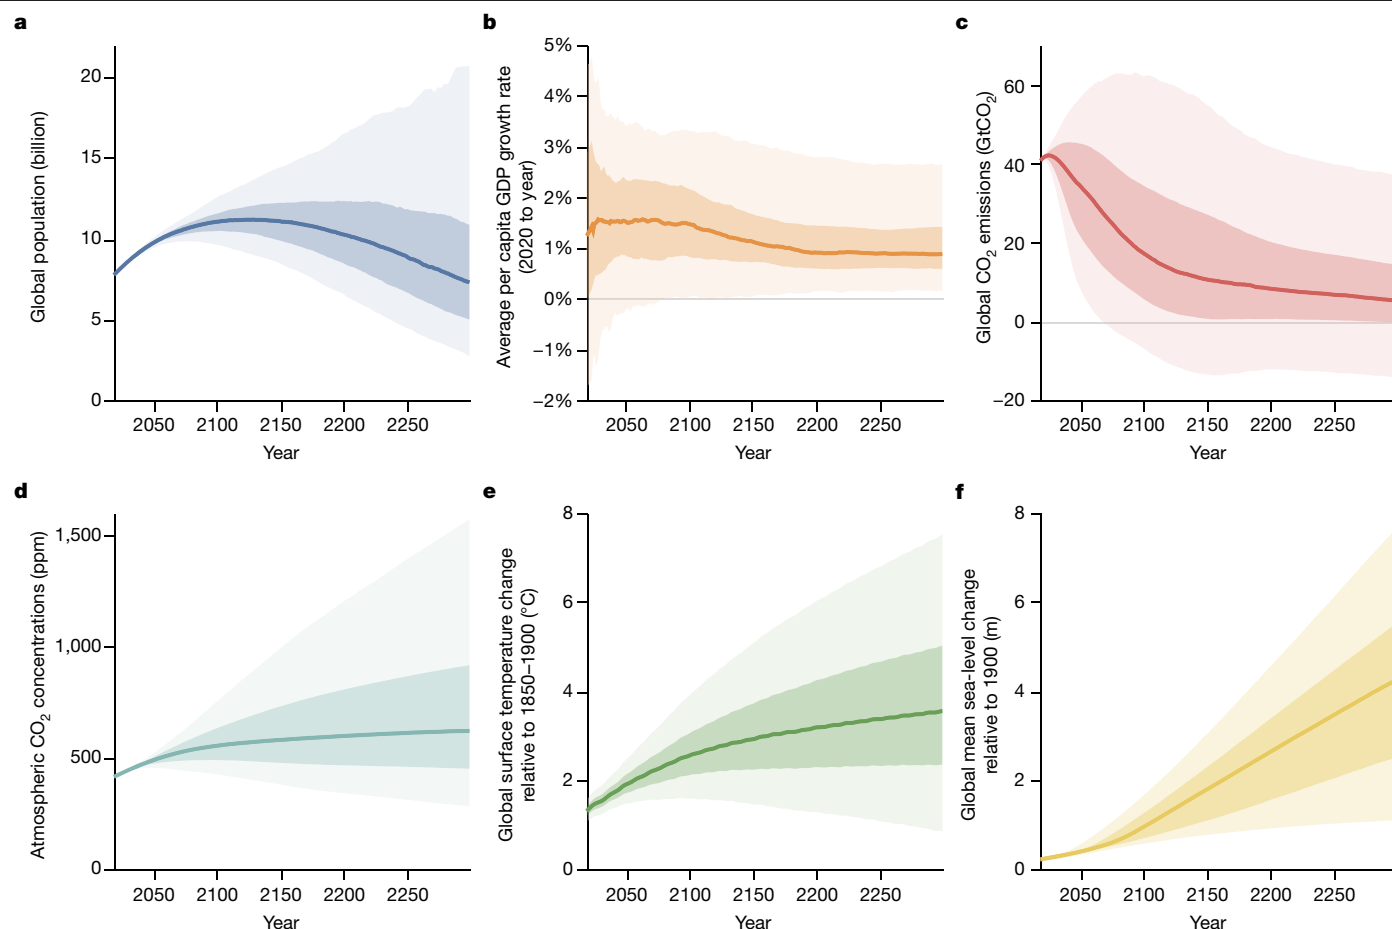 a
Global population (billion)
20
15
10
5
0
2050 2100 2150 2200 2250
Year
b
Average per capita GDP growth rate
(2020 to year)
5%
4%
3%
2%
1%
0%
−1%
−2%
2050 2100 2150 2200 2250
Year
c
Global CO2 emissions (GtCO2)
60
40
20
0
−20
2050 2100 2150 2200 2250
Year
d
Atmospheric CO2 concentrations (ppm)
1,500
1,000
500
0
2050 2100 2150 2200 2250
Year
e
Global surface temperature change
relative to 1850–1900 (°C)
8
6
4
2
0
2050 2100 2150 2200 2250
Year
f
Global mean sea-level change
relative to 1900 (m)
8
6
4
2
0
2050 2100 2150 2200 2250
Year